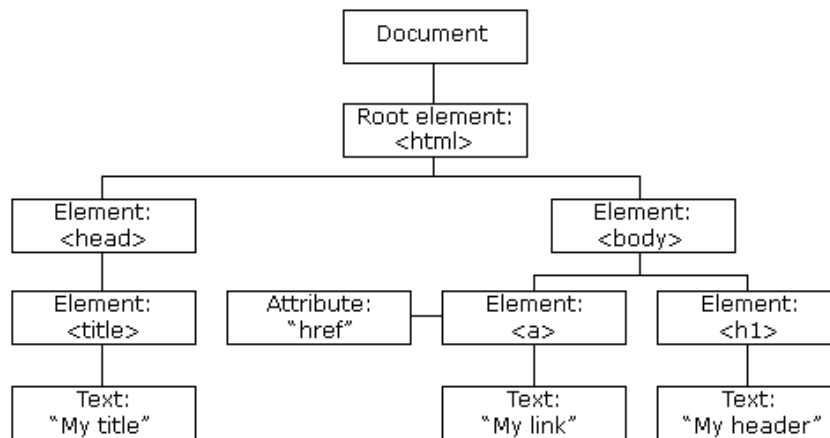 Document
Root element:
<html>
Element:
<head>
Element:
<body>
Element:
<title>
Attribute:
“href”
Element:
<a>
Element:
<h1>
Text:
“My title”
Text:
“My link”
Text:
“My header”